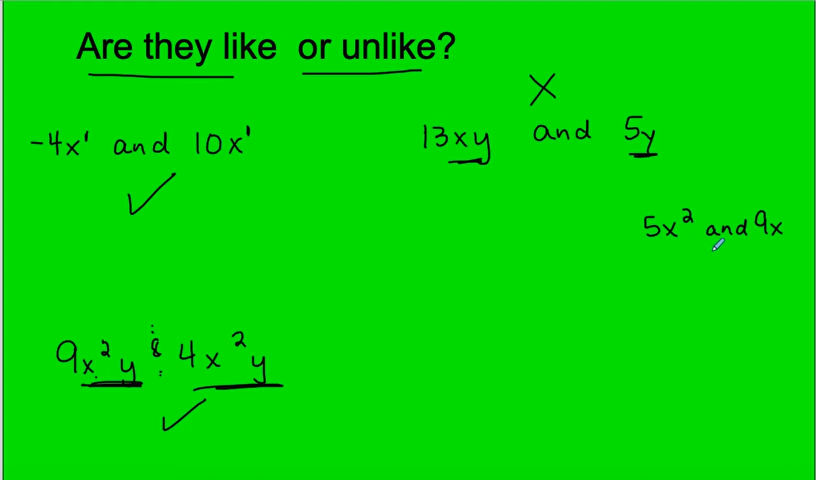 Are they like or unlike?
-4x¹ and 10x¹
13xy and 5y
5x² and 9x
9x²y & 4x²y